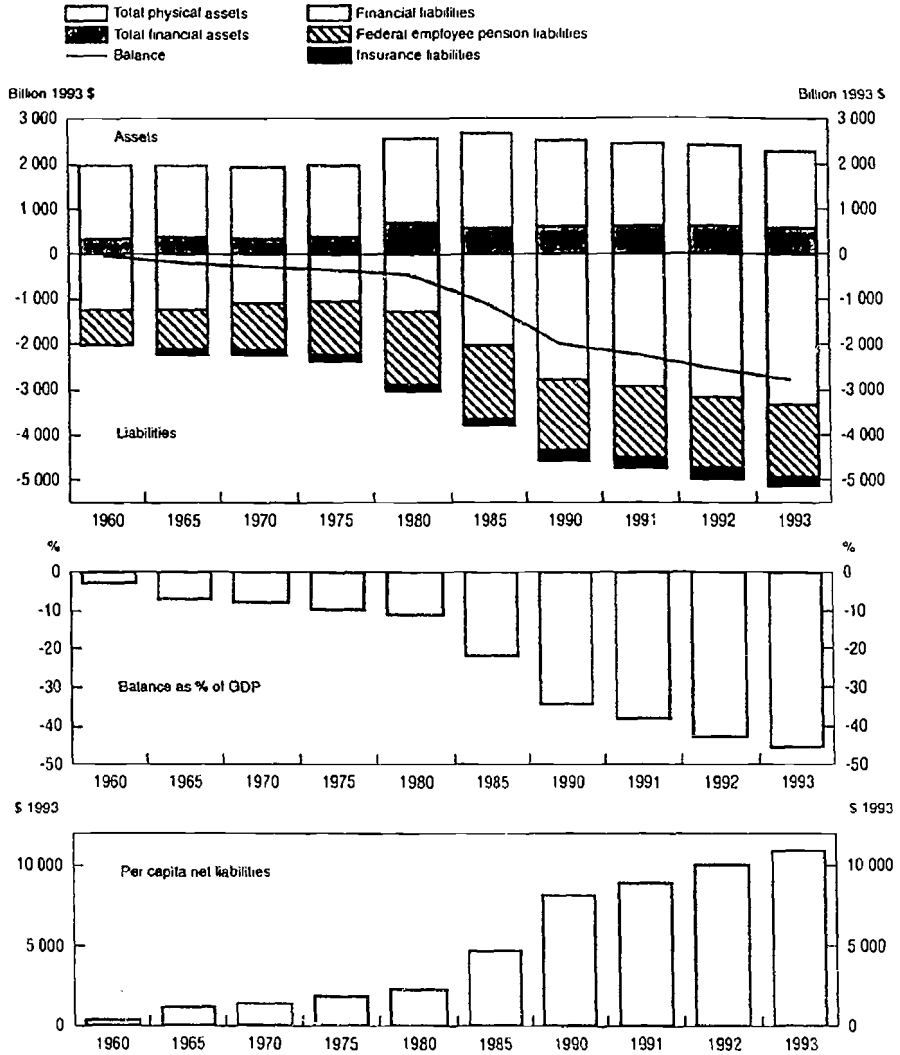 Total physical assets Financial liabilities
Total financial assets Federal employee pension liabilities
Balance Insurance liabilities
Billion 1993 $ Billion 1993 $
3 000 3 000
Assets
2 000 2 000
1 000 1 000
0 0
-1 000 -1 000
-2 000 -2 000
-3 000 -3 000
-4 000 Liabilities -4 000
-5 000 -5 000
1960 1965 1970 1975 1980 1985 1990 1991 1992 1993
% %
0 0
-10 -10
-20 -20
-30 Balance as % of GDP -30
-40 -40
-50 -50
1960 1965 1970 1975 1980 1985 1990 1991 1992 1993
$ 1993 $ 1993
10 000 Per capita net liabilities 10 000
5 000 5 000
0 0
1960 1965 1970 1975 1980 1985 1990 1991 1992 1993